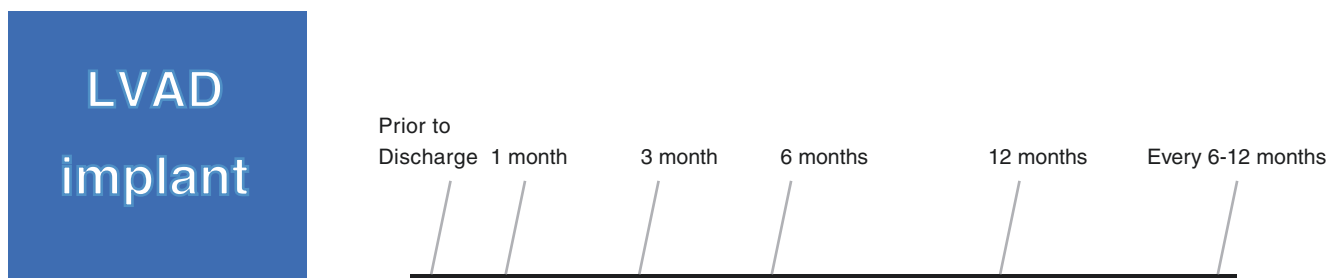 LVAD
implant
Prior to
Discharge 1 month 3 month 6 months 12 months Every 6-12 months